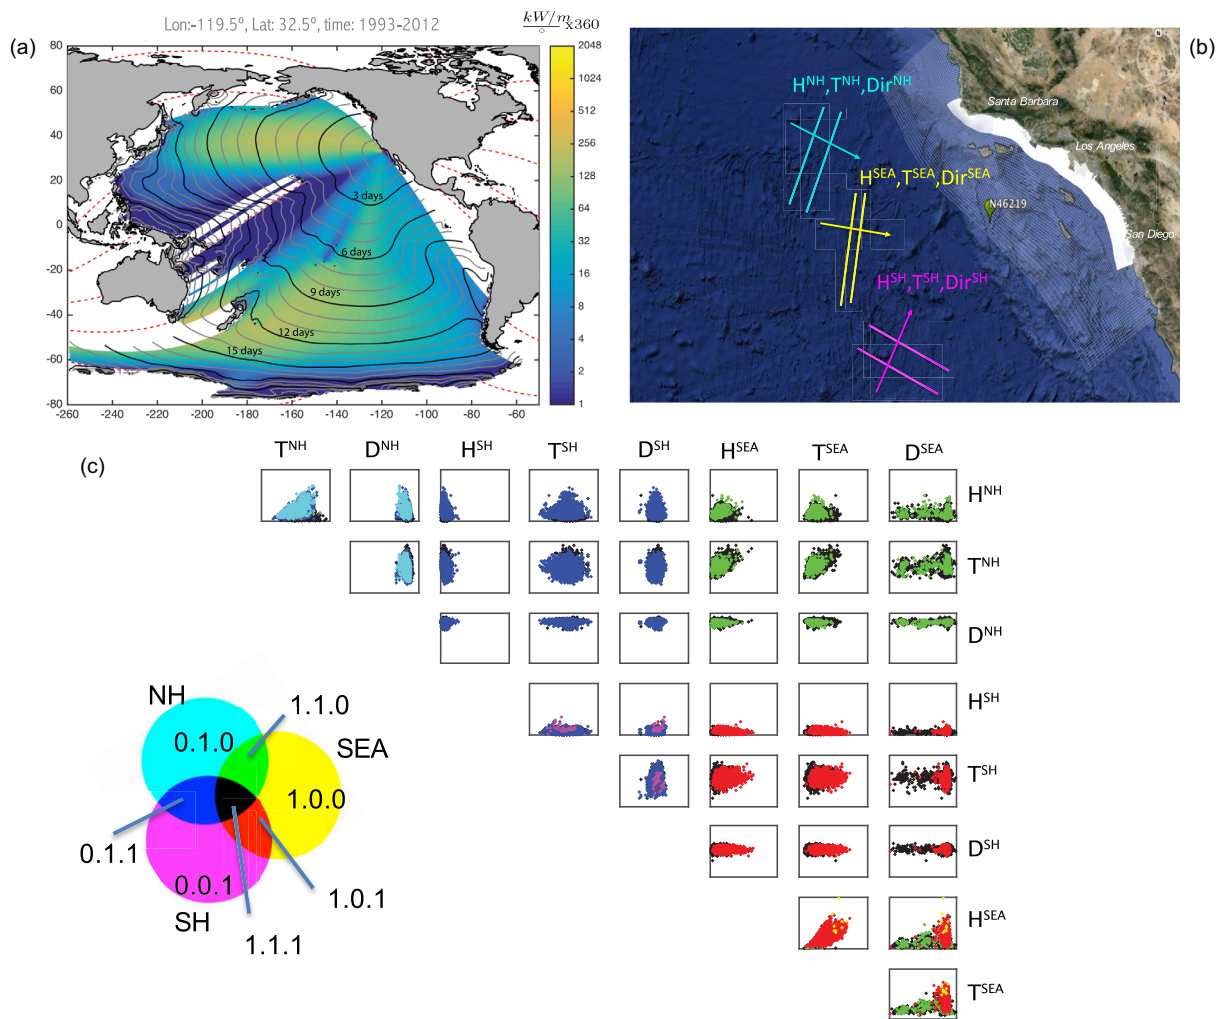 Lon:-119.5º, Lat: 32.5º, time: 1993-2012
kW/m
o x360
(a)
80
60
40
20
0
-20
-40
-60
-80
-260 -240 -220 -200 -180 -160 -140 -120 -100 -80 -60
3 days
6 days
9 days
12 days
15 days
2048
1024
512
256
128
64
32
16
8
4
2
1
(b)
N
H^NH,T^NH,Dir^NH
H^SEA,T^SEA,Dir^SEA
H^SH,T^SH,Dir^SH
Santa Barbara
Los Angeles
N46219
San Diego
(c)
T^NH D^NH H^SH T^SH D^SH H^SEA T^SEA D^SEA
H^NH
T^NH
D^NH
H^SH
T^SH
D^SH
H^SEA
T^SEA
NH
1.1.0
0.1.0
SEA
1.0.0
0.1.1
0.0.1
1.0.1
SH
1.1.1